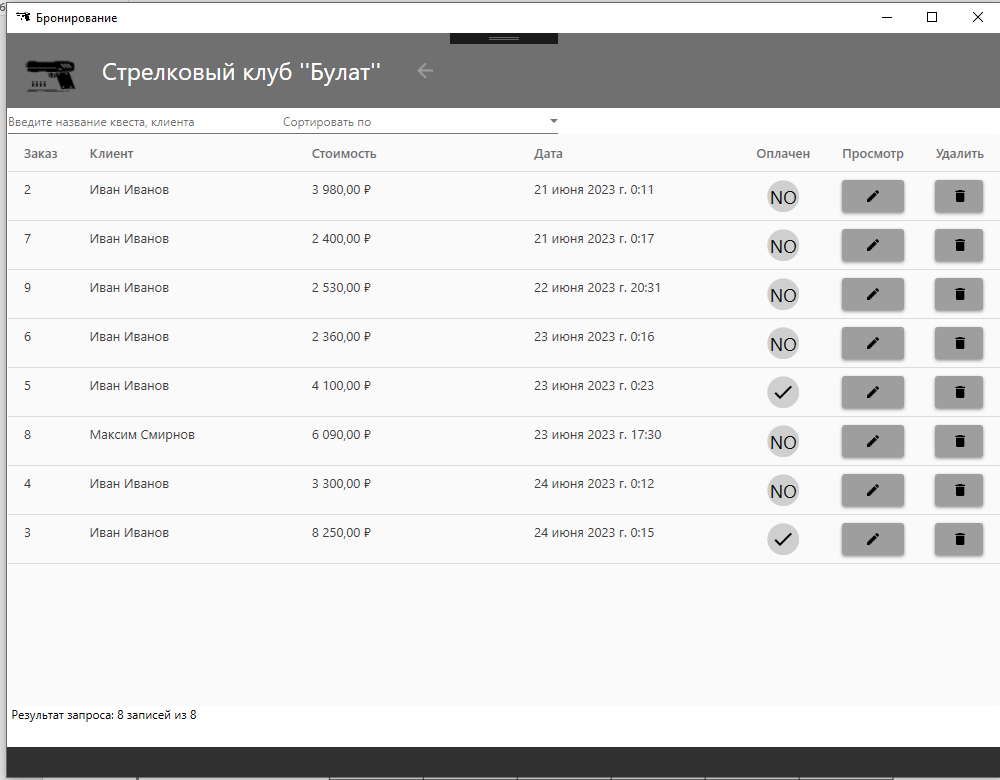 Бронирование
Стрелковый клуб "Булат"
Введите название квеста, клиента Сортировать по
Заказ Клиент Стоимость Дата Оплачен Просмотр Удалить
2 Иван Иванов 3 980,00 ₽ 21 июня 2023 г. 0:11 NO
7 Иван Иванов 2 400,00 ₽ 21 июня 2023 г. 0:17 NO
9 Иван Иванов 2 530,00 ₽ 22 июня 2023 г. 20:31 NO
6 Иван Иванов 2 360,00 ₽ 23 июня 2023 г. 0:16 NO
5 Иван Иванов 4 100,00 ₽ 23 июня 2023 г. 0:23
8 Максим Смирнов 6 090,00 ₽ 23 июня 2023 г. 17:30 NO
4 Иван Иванов 3 300,00 ₽ 24 июня 2023 г. 0:12 NO
3 Иван Иванов 8 250,00 ₽ 24 июня 2023 г. 0:15
Результат запроса: 8 записей из 8